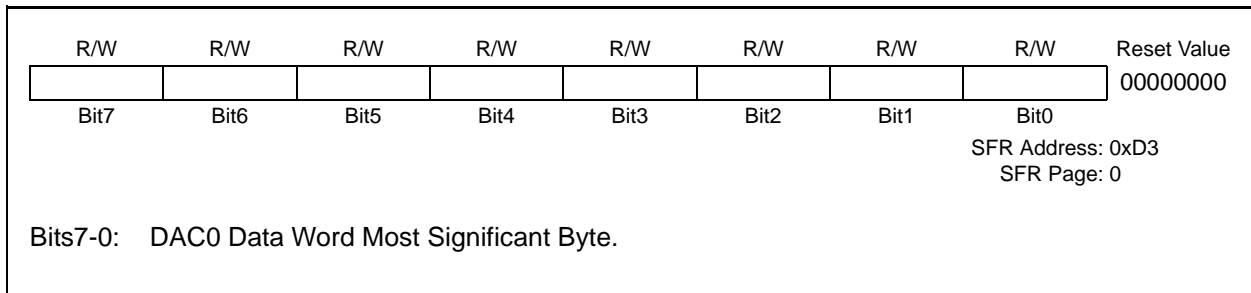 R/W R/W R/W R/W R/W R/W R/W R/W Reset Value
00000000
Bit7 Bit6 Bit5 Bit4 Bit3 Bit2 Bit1 Bit0
SFR Address: 0xD3
SFR Page: 0
Bits7-0: DAC0 Data Word Most Significant Byte.